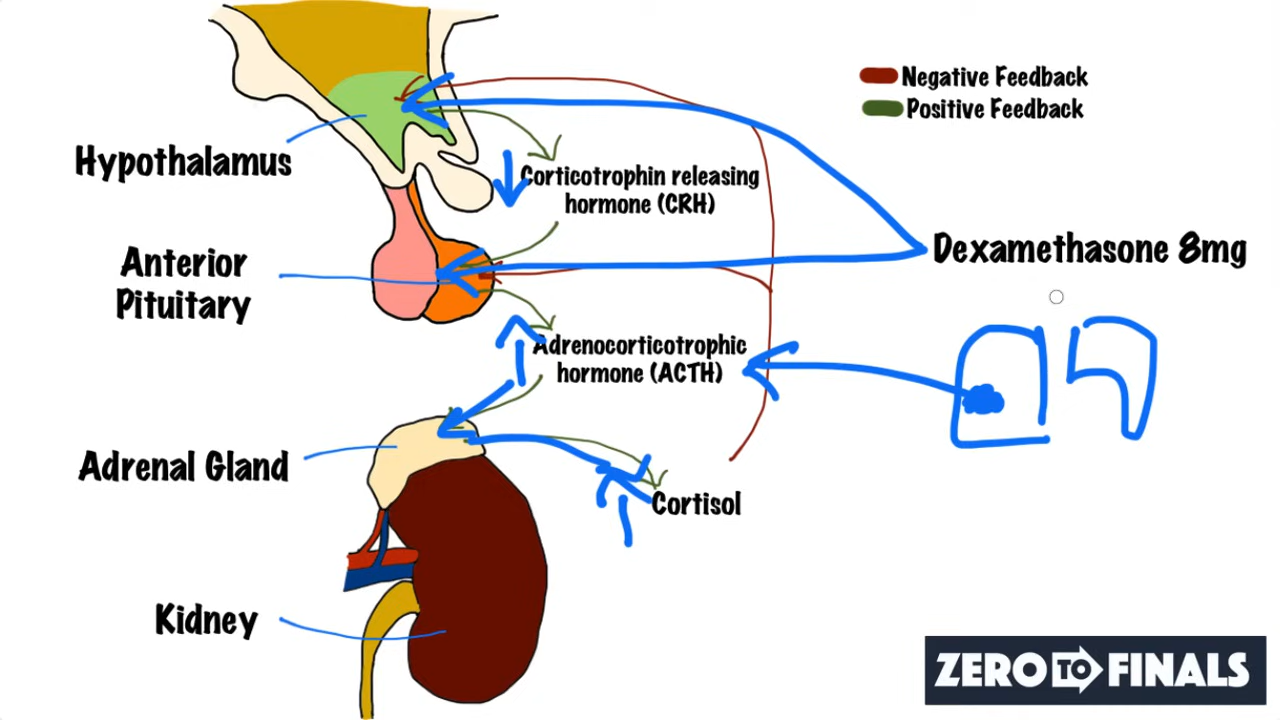 Negative Feedback
Positive Feedback
Hypothalamus
Corticotrophin releasing
hormone (CRH)
Dexamethasone 8mg
Anterior
Pituitary
Adrenocorticotrophic
hormone (ACTH)
Adrenal Gland
Cortisol
Kidney
ZERO TO FINALS